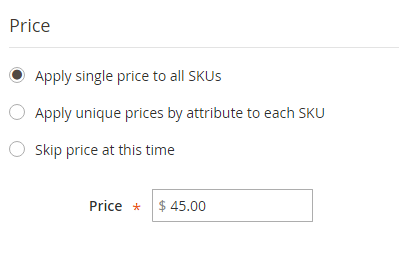 Price
Apply single price to all SKUs
Apply unique prices by attribute to each SKU
Skip price at this time
Price * $ 45.00